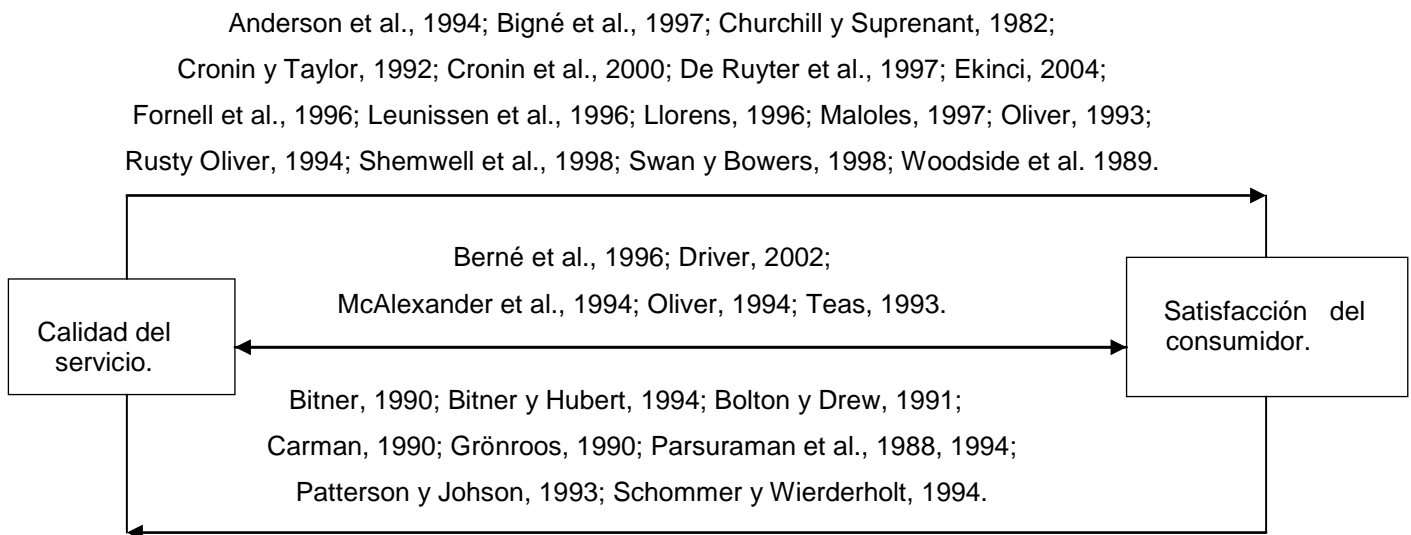 Anderson et al., 1994; Bigné et al., 1997; Churchill y Suprenant, 1982;
Cronin y Taylor, 1992; Cronin et al., 2000; De Ruyter et al., 1997; Ekinci, 2004;
Fornell et al., 1996; Leunissen et al., 1996; Llorens, 1996; Maloles, 1997; Oliver, 1993;
Rusty Oliver, 1994; Shemwell et al., 1998; Swan y Bowers, 1998; Woodside et al. 1989.
Berné et al., 1996; Driver, 2002;
McAlexander et al., 1994; Oliver, 1994; Teas, 1993.
Calidad del
servicio.
Satisfacción del
consumidor.
Bitner, 1990; Bitner y Hubert, 1994; Bolton y Drew, 1991;
Carman, 1990; Grönroos, 1990; Parsuraman et al., 1988, 1994;
Patterson y Johson, 1993; Schommer y Wierderholt, 1994.